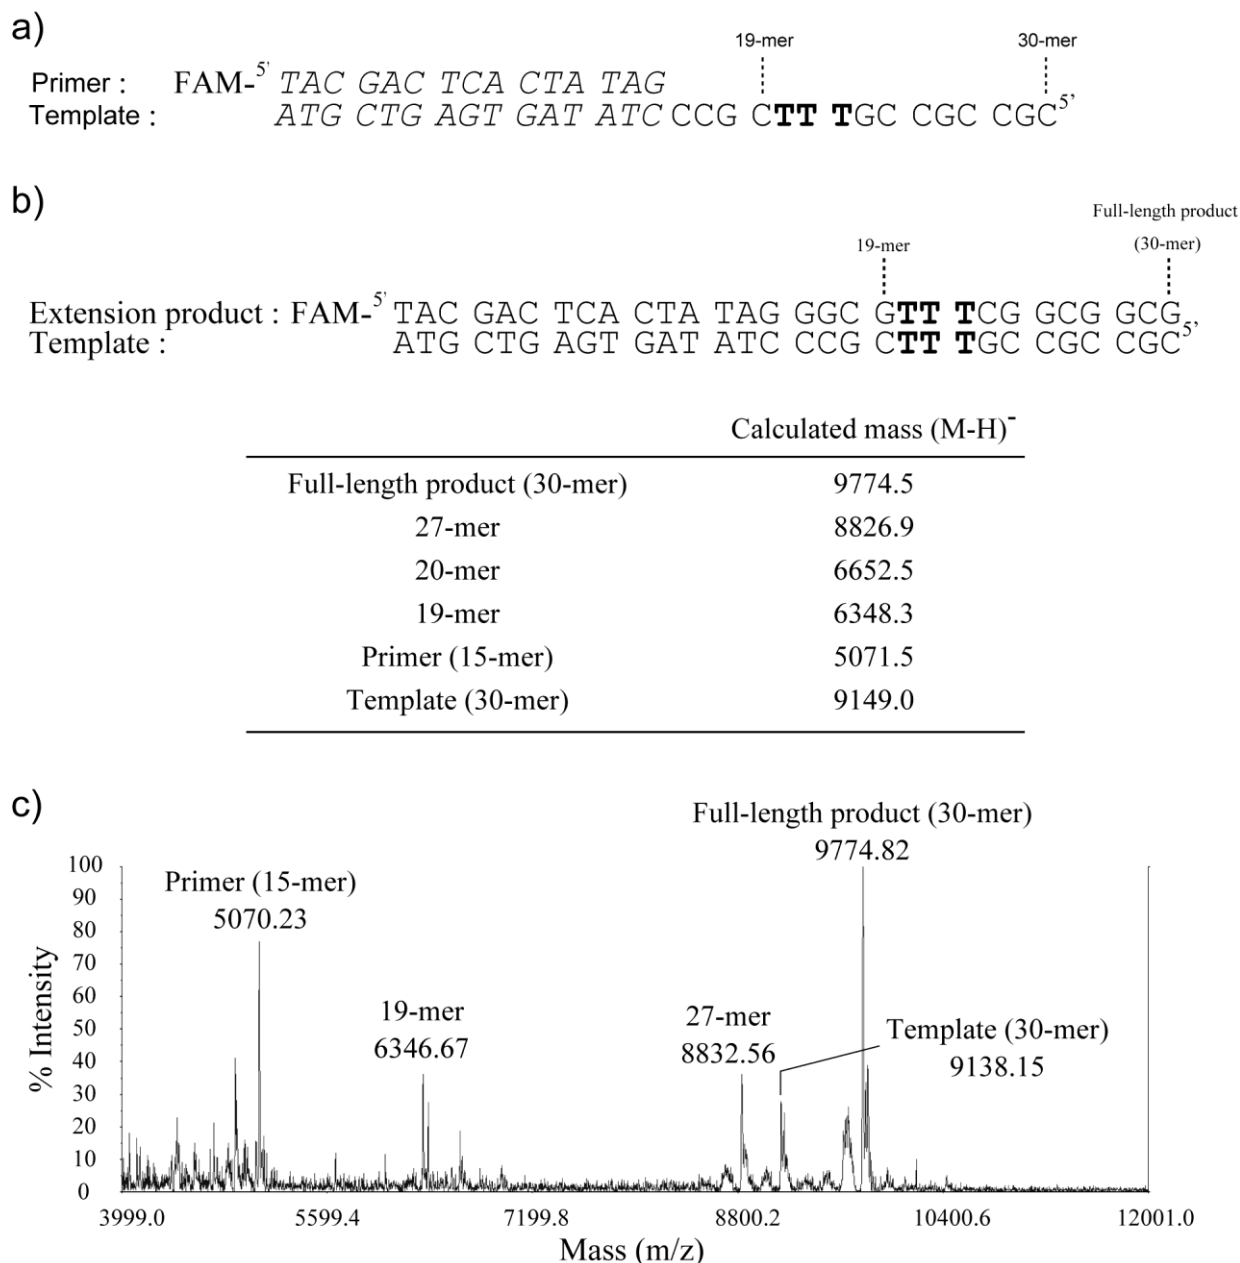 a)
19-mer 30-mer
Primer : FAM-5' TAC GAC TCA CTA TAG
Template : ATG CTG AGT GAT ATC CCG CTT TGC CGC CGC5'
b)
Full-length product
19-mer (30-mer)
Extension product : FAM-5' TAC GAC TCA CTA TAG GGC GTT TCG GCG GCG
Template : ATG CTG AGT GAT ATC CCG CTT TGC CGC CGC5'
Calculated mass (M-H)-
Full-length product (30-mer) 9774.5
27-mer 8826.9
20-mer 6652.5
19-mer 6348.3
Primer (15-mer) 5071.5
Template (30-mer) 9149.0
c)
Full-length product (30-mer)
9774.82
Primer (15-mer)
5070.23
19-mer
6346.67
27-mer
8832.56
Template (30-mer)
9138.15
% Intensity
100
90
80
70
60
50
40
30
20
10
0
3999.0 5599.4 7199.8 8800.2 10400.6 12001.0
Mass (m/z)